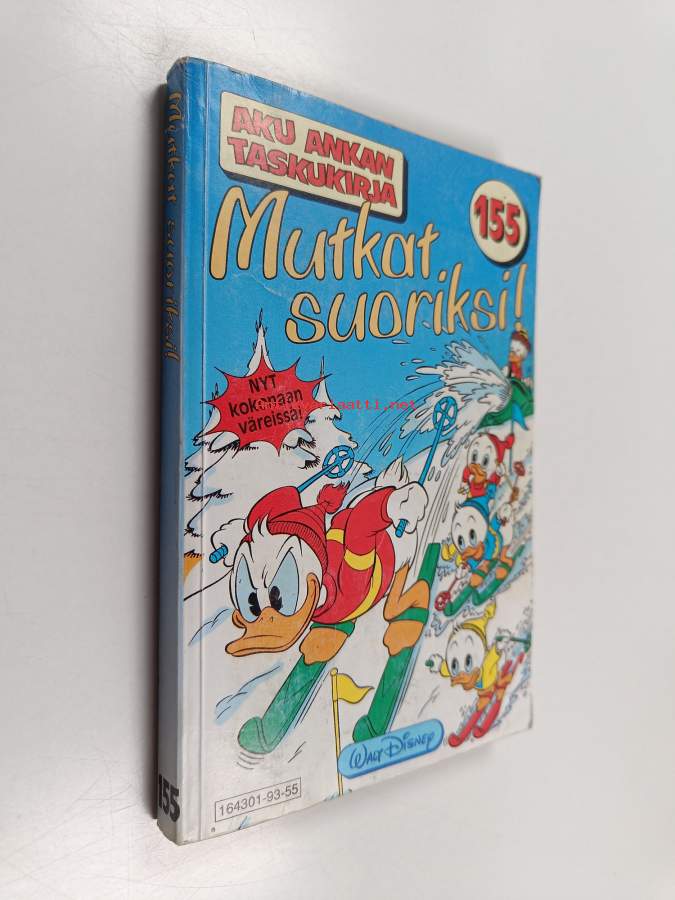 AKU ANKAN
TASKUKIRJA
155
Mutkat
suoriksi!
NYT
kokonaan
väreissä!
WALT DISNEY
164301-93-55
Mutkat suoriksi!
155